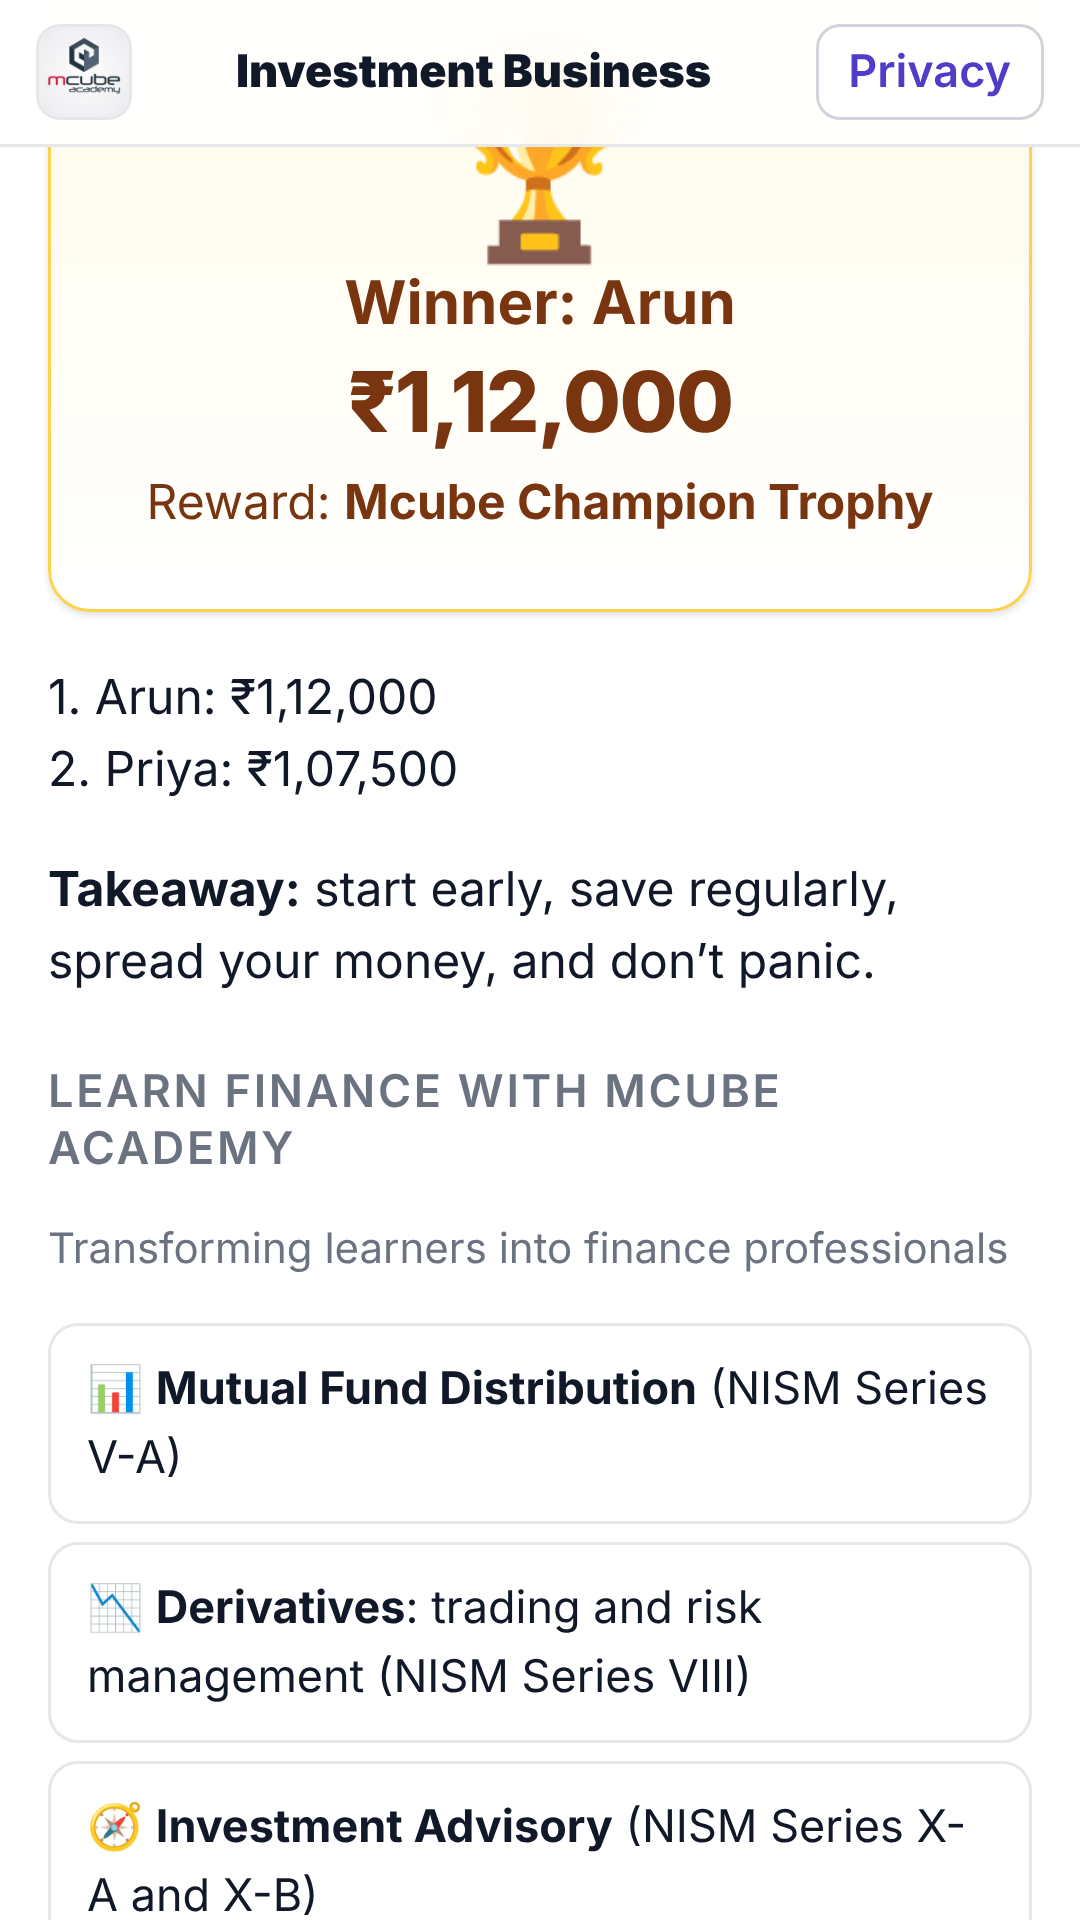 mcube
academy
Investment Business
Privacy
Winner: Arun
₹1,12,000
Reward: Mcube Champion Trophy
1. Arun: ₹1,12,000
2. Priya: ₹1,07,500
Takeaway: start early, save regularly,
spread your money, and don’t panic.
LEARN FINANCE WITH MCUBE
ACADEMY
Transforming learners into finance professionals
📊 Mutual Fund Distribution (NISM Series
V-A)
📉 Derivatives: trading and risk
management (NISM Series VIII)
🧭 Investment Advisory (NISM Series X-
A and X-B)